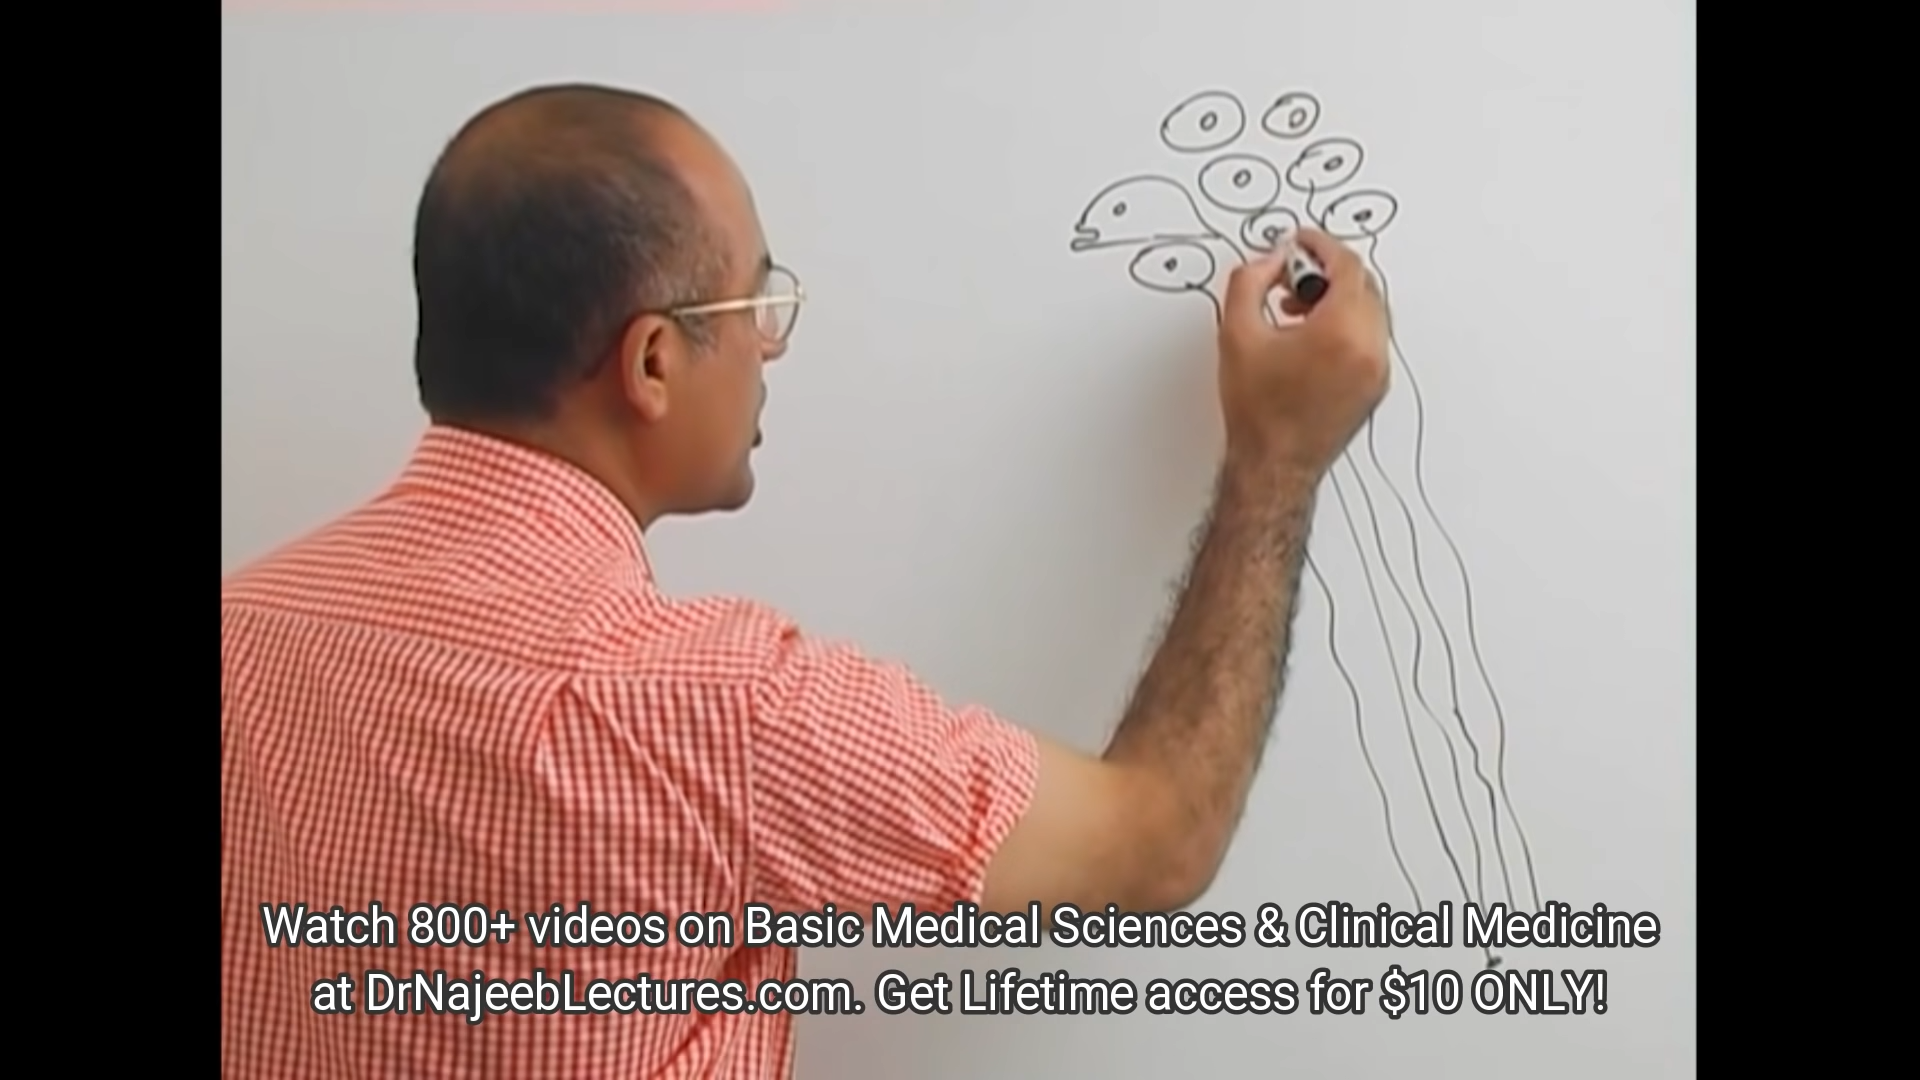 Watch 800+ videos on Basic Medical Sciences & Clinical Medicine
at DrNajeebLectures.com. Get Lifetime access for $10 ONLY!